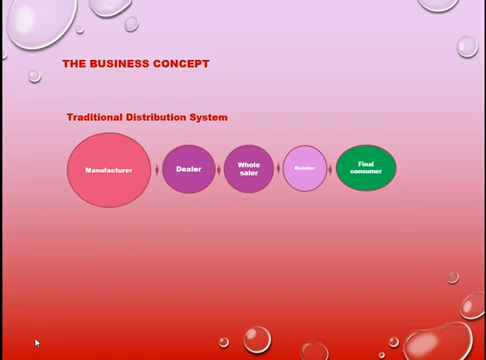 THE BUSINESS CONCEPT
Traditional Distribution System
Manufacturer
Dealer
Whole
saler
Retailer
Final
consumer